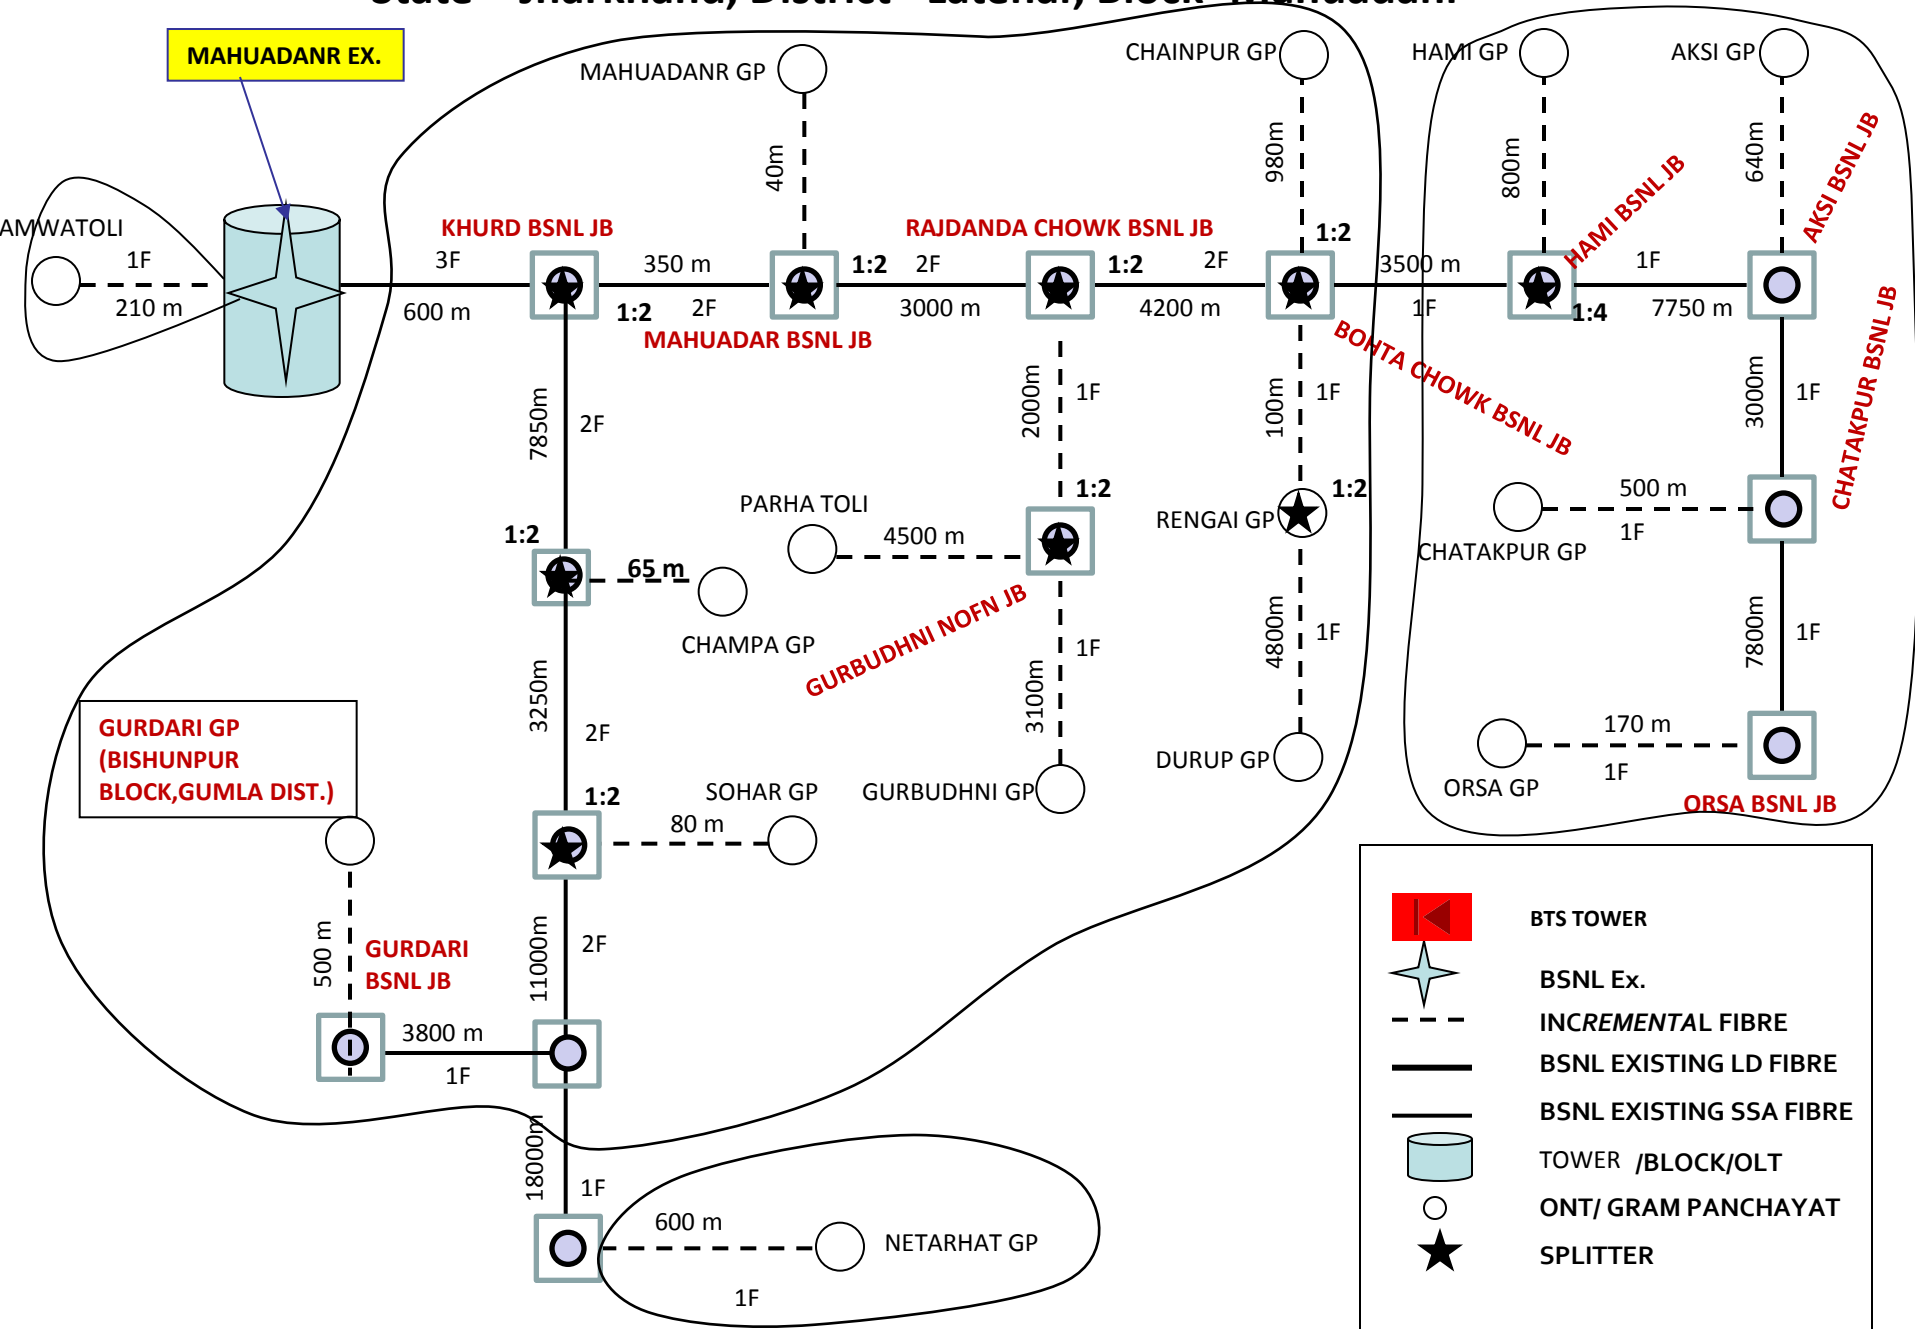 MAHUADANR EX.
MAHUADANR GP
CHAINPUR GP
HAMI GP
AKSI GP
40m
980m
800m
640m
AMWATOLI
1F
210 m
KHURD BSNL JB
3F
600 m
350 m
1:2
2F
MAHUADAR BSNL JB
1:2
RAJDANDA CHOWK BSNL JB
2F
3000 m
1:2
2F
4200 m
1:2
3500 m
1F
BOHTA CHOWK BSNL JB
HAMI BSNL JB
1:4
1F
7750 m
AKSI BSNL JB
7850m
2F
2000m
1F
100m
1F
3000m
1F
CHATAKPUR BSNL JB
1:2
65 m
CHAMPA GP
PARHA TOLI
4500 m
1:2
GURBUDHNI NOFN JB
RENGAI GP
1:2
500 m
1F
CHATAKPUR GP
3250m
2F
3100m
1F
4800m
1F
7800m
1F
GURDARI GP
(BISHUNPUR
BLOCK,GUMLA DIST.)
1:2
SOHAR GP
80 m
GURBUDHNI GP
DURUP GP
170 m
1F
ORSA GP
ORSA BSNL JB
500 m
GURDARI
BSNL JB
11000m
2F
3800 m
1F
18000m
1F
600 m
1F
NETARHAT GP
BTS TOWER
BSNL Ex.
INCREMENTAL FIBRE
BSNL EXISTING LD FIBRE
BSNL EXISTING SSA FIBRE
TOWER /BLOCK/OLT
ONT/ GRAM PANCHAYAT
SPLITTER